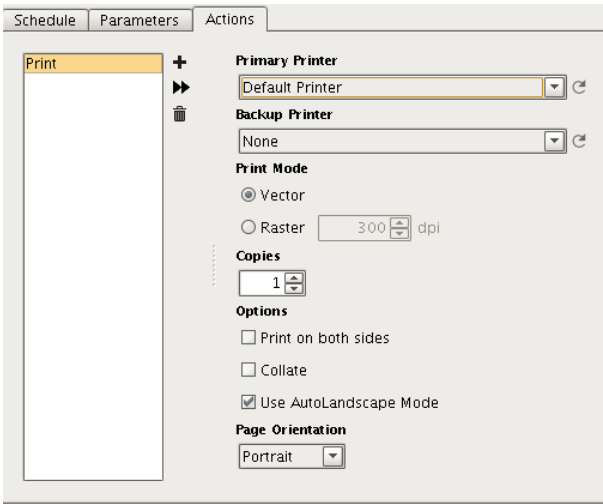 Schedule Parameters Actions
Print
Primary Printer
Default Printer
Backup Printer
None
Print Mode
Vector
Raster 300 dpi
Copies
1
Options
Print on both sides
Collate
Use AutoLandscape Mode
Page Orientation
Portrait